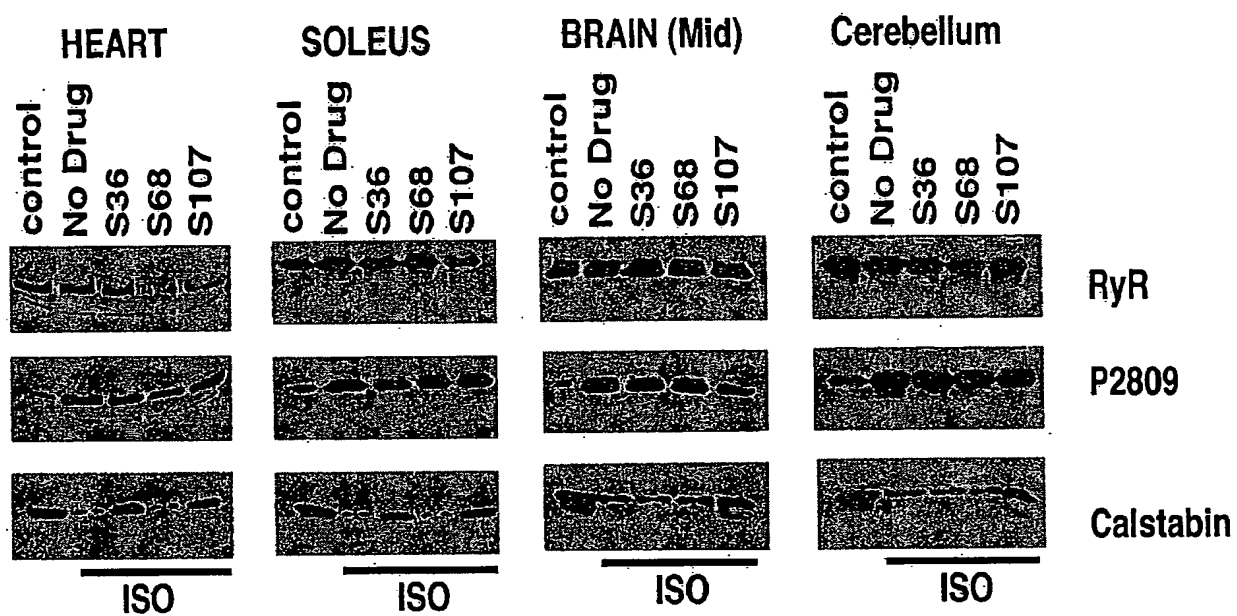 HEART
SOLEUS
BRAIN (Mid)
Cerebellum
control
No Drug
S36
S68
S107
control
No Drug
S36
S68
S107
control
No Drug
S36
S68
S107
control
No Drug
S36
S68
S107
RyR
P2809
Calstabin
ISO
ISO
ISO
ISO